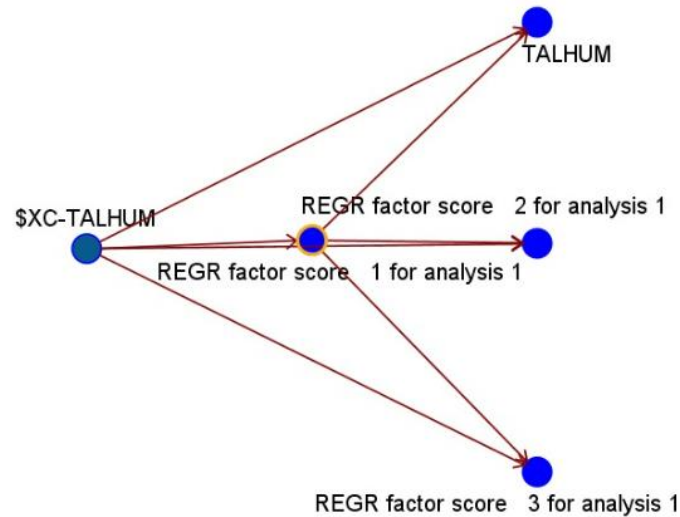 TALHUM
REGR factor score   2 for analysis 1
$XC-TALHUM
REGR factor score   1 for analysis 1
REGR factor score   3 for analysis 1